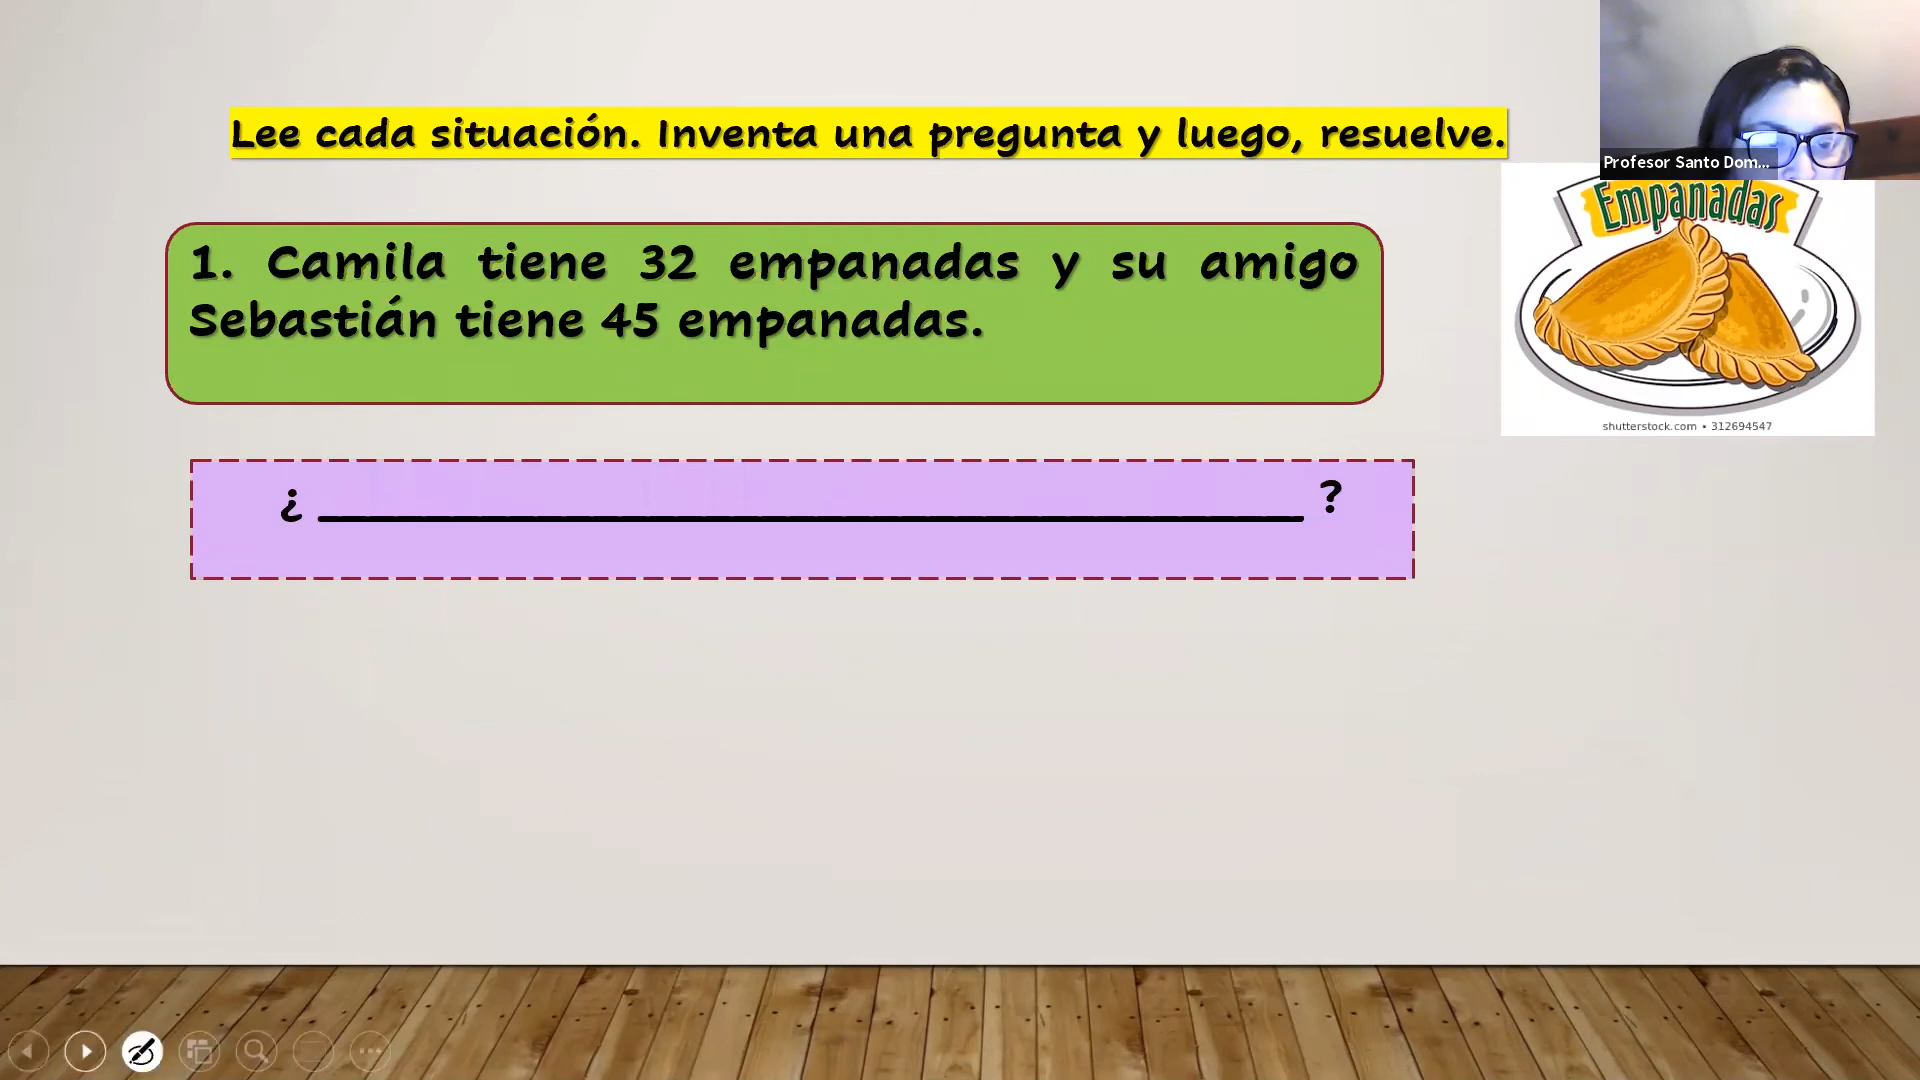 Lee cada situación. Inventa una pregunta y luego, resuelve.
Profesor Santo Dom...
Empanadas
1. Camila tiene 32 empanadas y su amigo
Sebastián tiene 45 empanadas.
shutterstock.com • 312694547
¿ ______________________________ ?